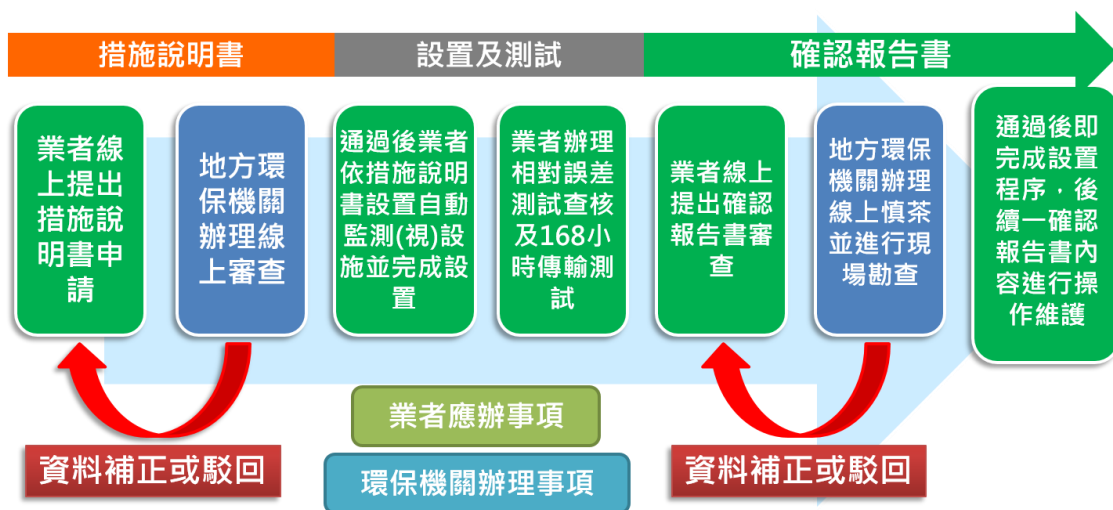 措施說明書
設置及測試
確認報告書
業者線
上提出
措施說
明書申
請
地方環
保機關
辦理線
上審查
通過後業者
依措施說明
書設置自動
監測(視)設
施並完成設
置
業者辦理
相對誤差
測試查核
及168小
時傳輸測
試
業者線上
提出確認
報告書審
查
地方環保
機關辦理
線上慎茶
並進行現
場勘查
通過後即
完成設置
程序，後
續一確認
報告書內
容進行操
作維護
資料補正或駁回
業者應辦事項
環保機關辦理事項
資料補正或駁回